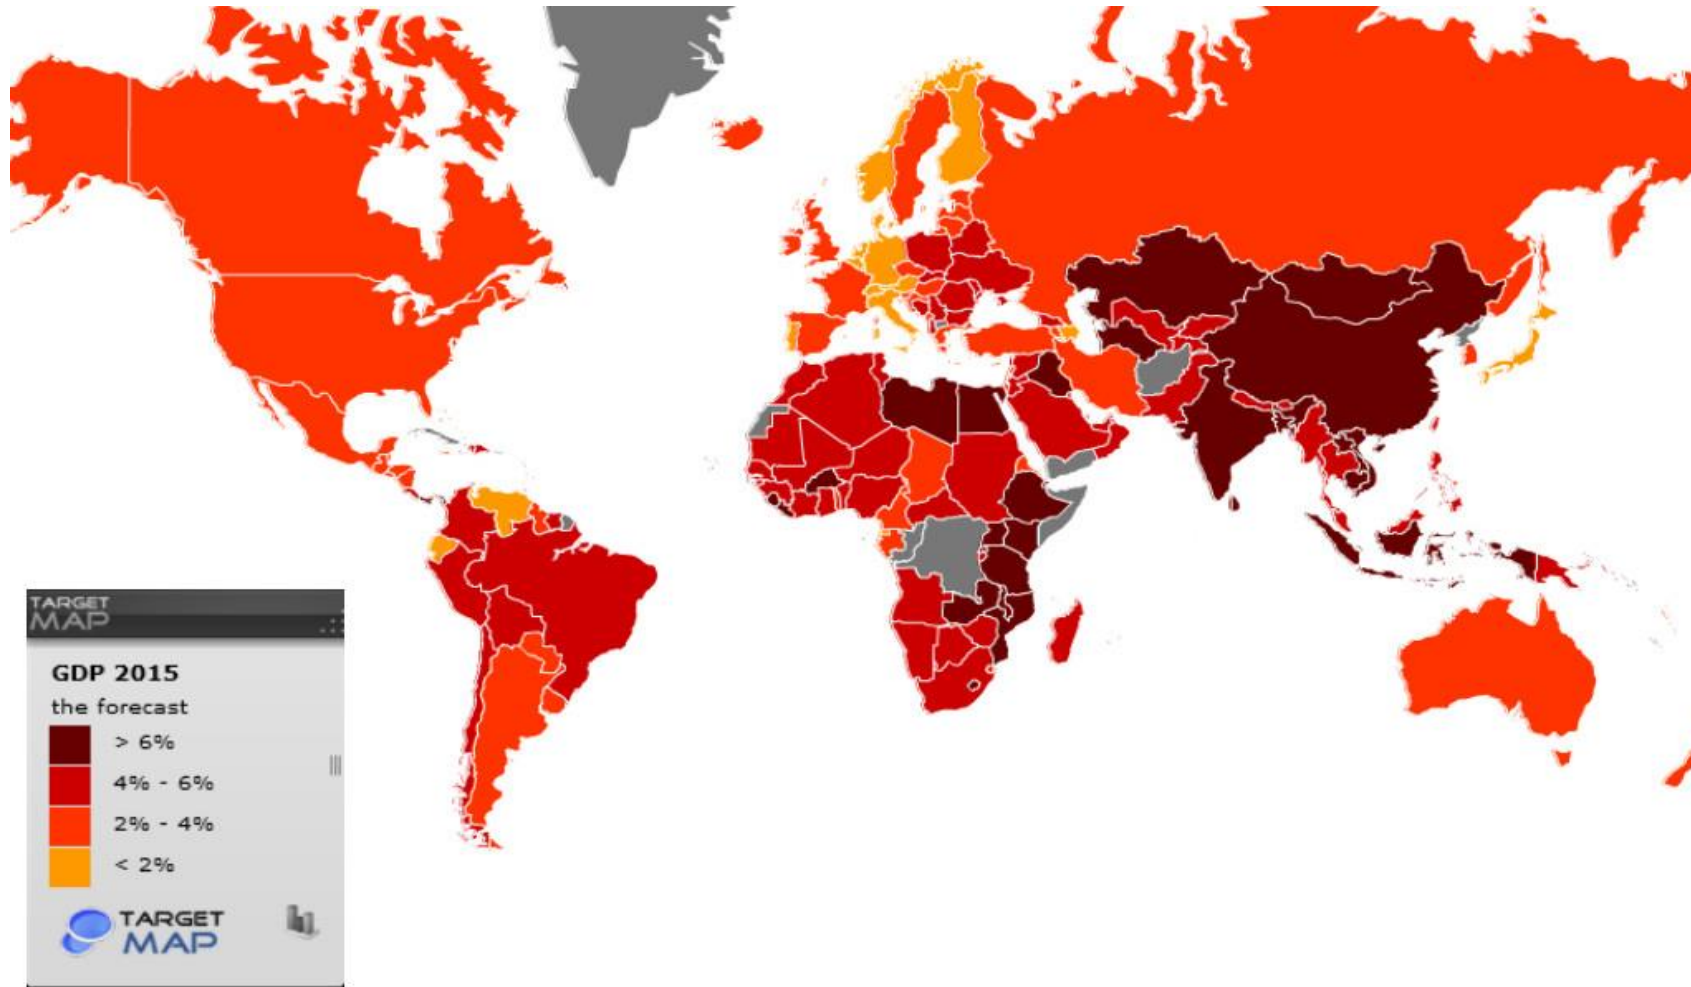 TARGET
MAP
GDP 2015
the forecast
> 6%
4% - 6%
2% - 4%
< 2%
TARGET
MAP